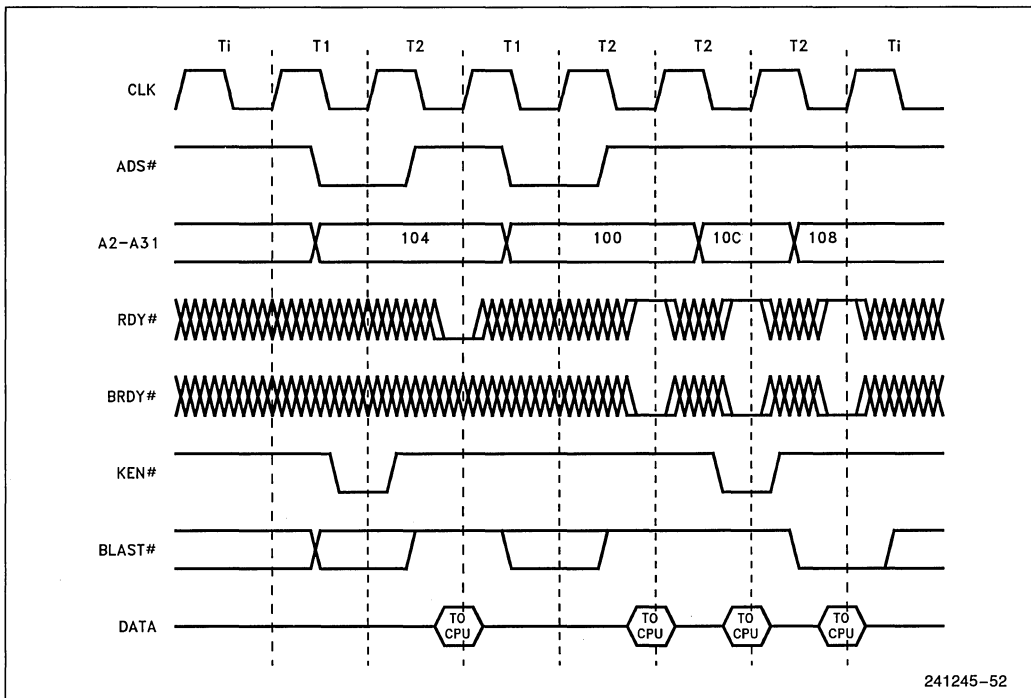 Ti T1 T2 T1 T2 T2 T2 Ti
CLK
ADS#
A2-A31 104 100 10C 108
RDY#
BRDY#
KEN#
BLAST#
DATA TO CPU TO CPU TO CPU TO CPU
241245-52